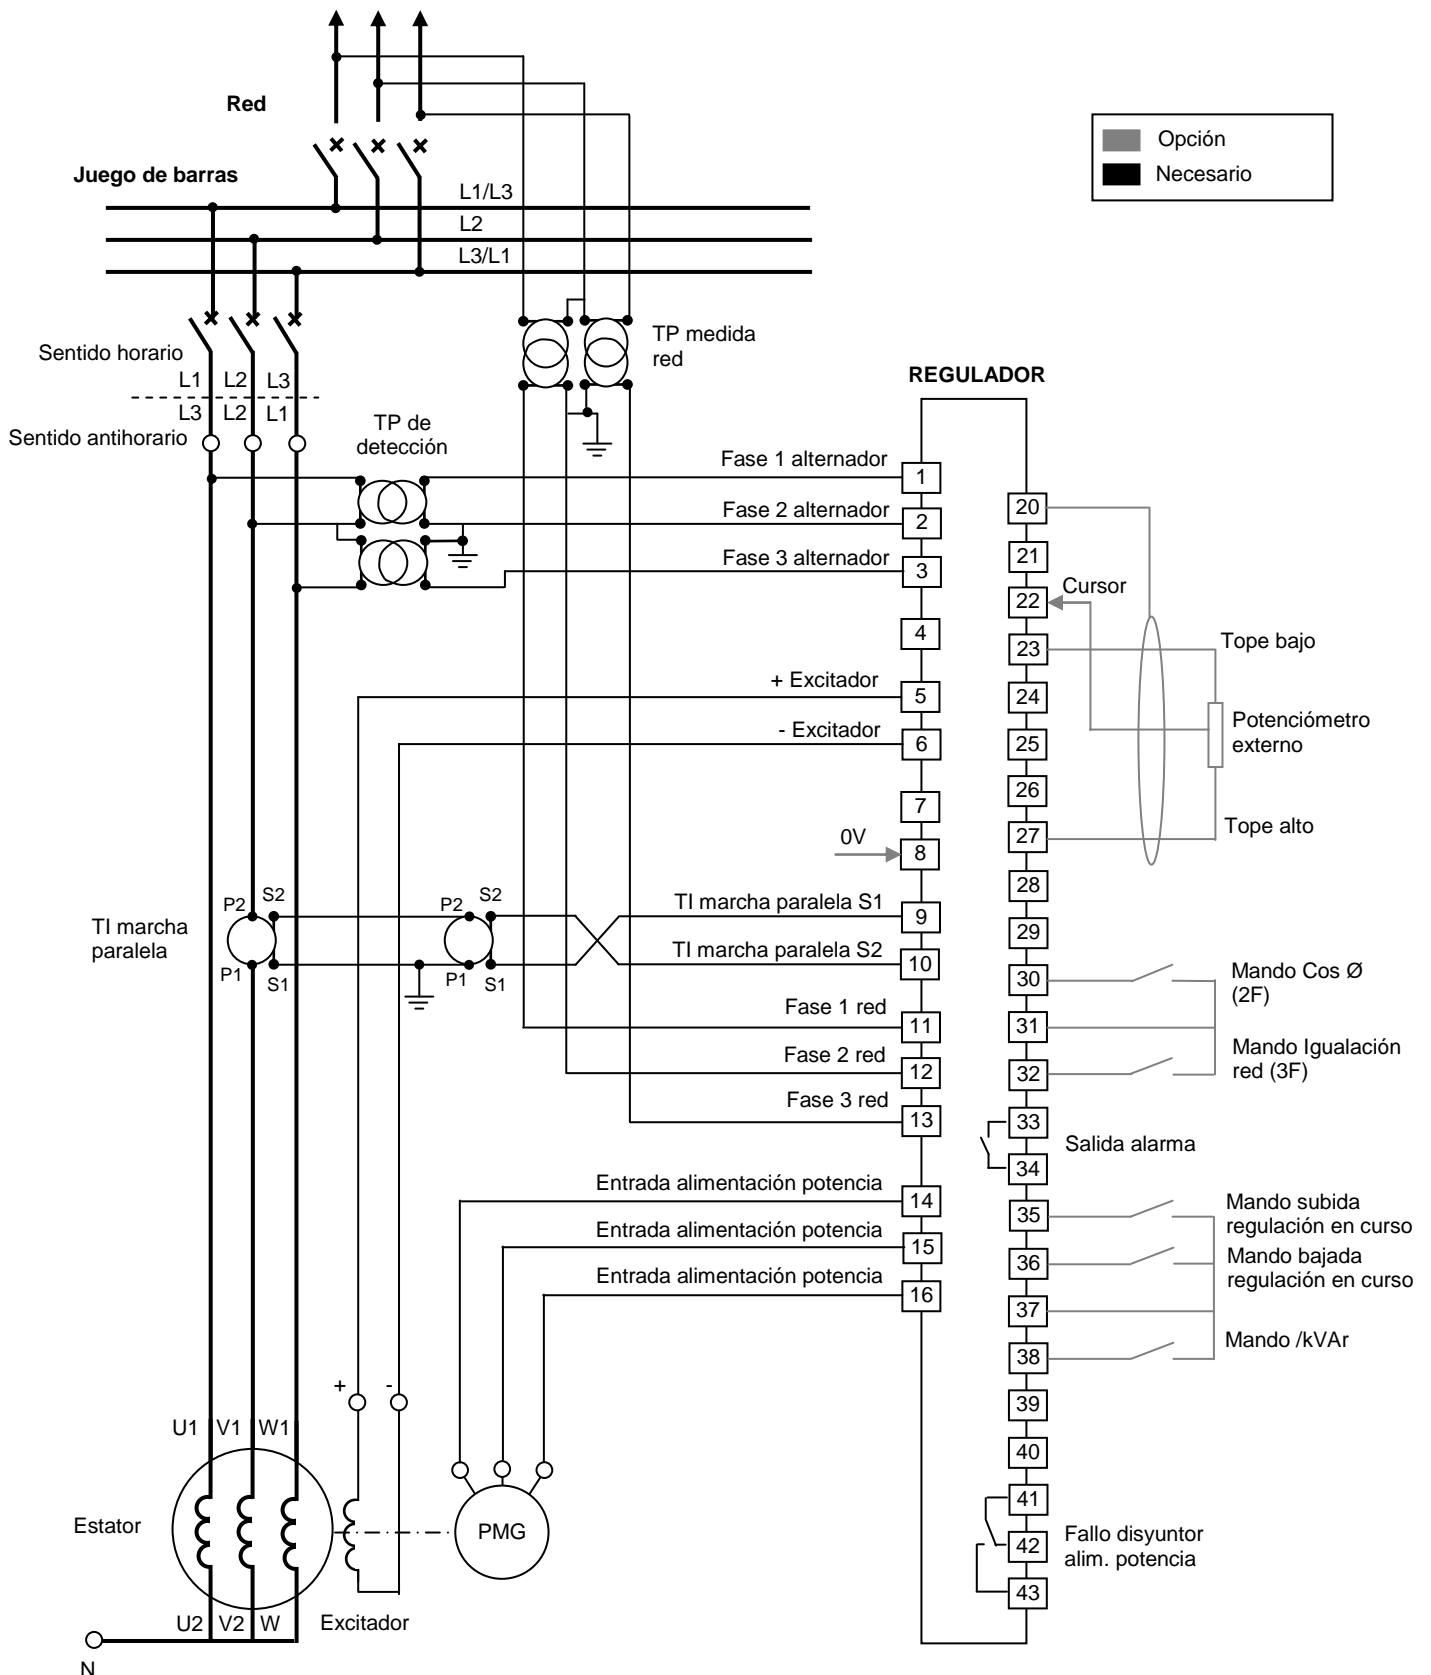 Red
Juego de barras
L1/L3
L2
L3/L1
Opción
Necesario
Sentido horario
L1 L2 L3
L3 L2 L1
Sentido antihorario
TP medida
red
TP de
detección
REGULADOR
Fase 1 alternador
1
Fase 2 alternador
2
Fase 3 alternador
3
4
+ Excitador
5
- Excitador
6
7
0V
8
TI marcha
paralela
P2 S2
P1 S1
P2 S2
P1 S1
TI marcha paralela S1
9
TI marcha paralela S2
10
Fase 1 red
11
Fase 2 red
12
Fase 3 red
13
Entrada alimentación potencia
14
Entrada alimentación potencia
15
Entrada alimentación potencia
16
20
21
22
Cursor
23
Tope bajo
24
Potenciómetro
externo
25
26
27
Tope alto
28
29
30
Mando Cos Ø
(2F)
31
32
Mando Igualación
red (3F)
33
Salida alarma
34
35
Mando subida
regulación en curso
36
Mando bajada
regulación en curso
37
38
Mando /kVAr
39
40
41
42
Fallo disyuntor
alim. potencia
43
+ -
U1 V1 W1
Estator
PMG
U2 V2 W
Excitador
N